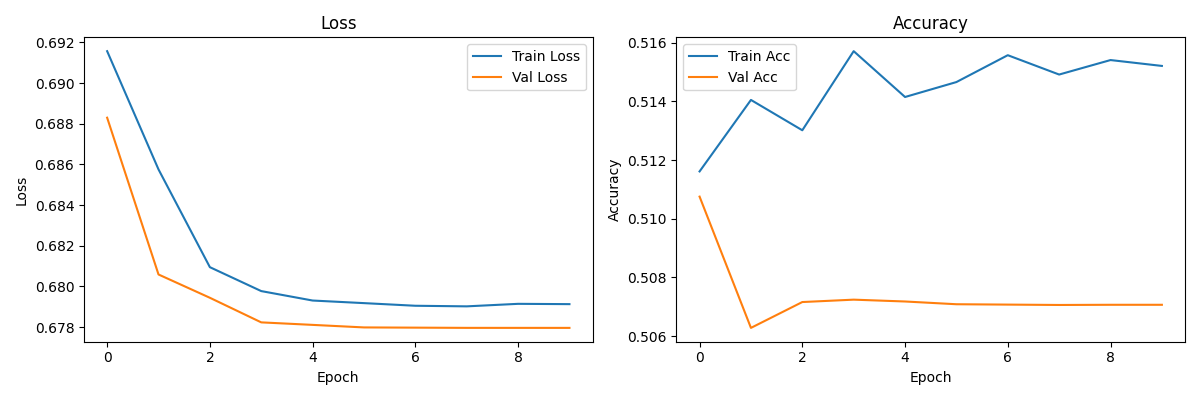 Loss
0.692
0.690
0.688
0.686
0.684
0.682
0.680
0.678
Loss
Train Loss
Val Loss
0 2 4 6 8
Epoch
Accuracy
0.516
0.514
0.512
0.510
0.508
0.506
Accuracy
Train Acc
Val Acc
0 2 4 6 8
Epoch